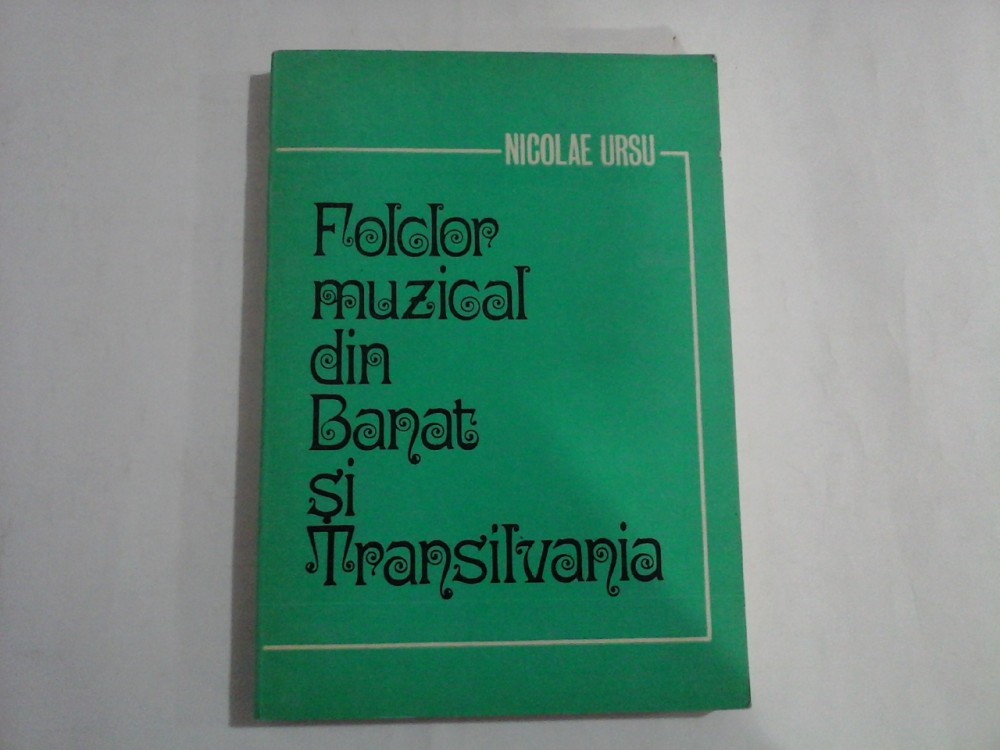 NICOLAE URSU
Folclor
muzical
din
Banat
și
Transilvania